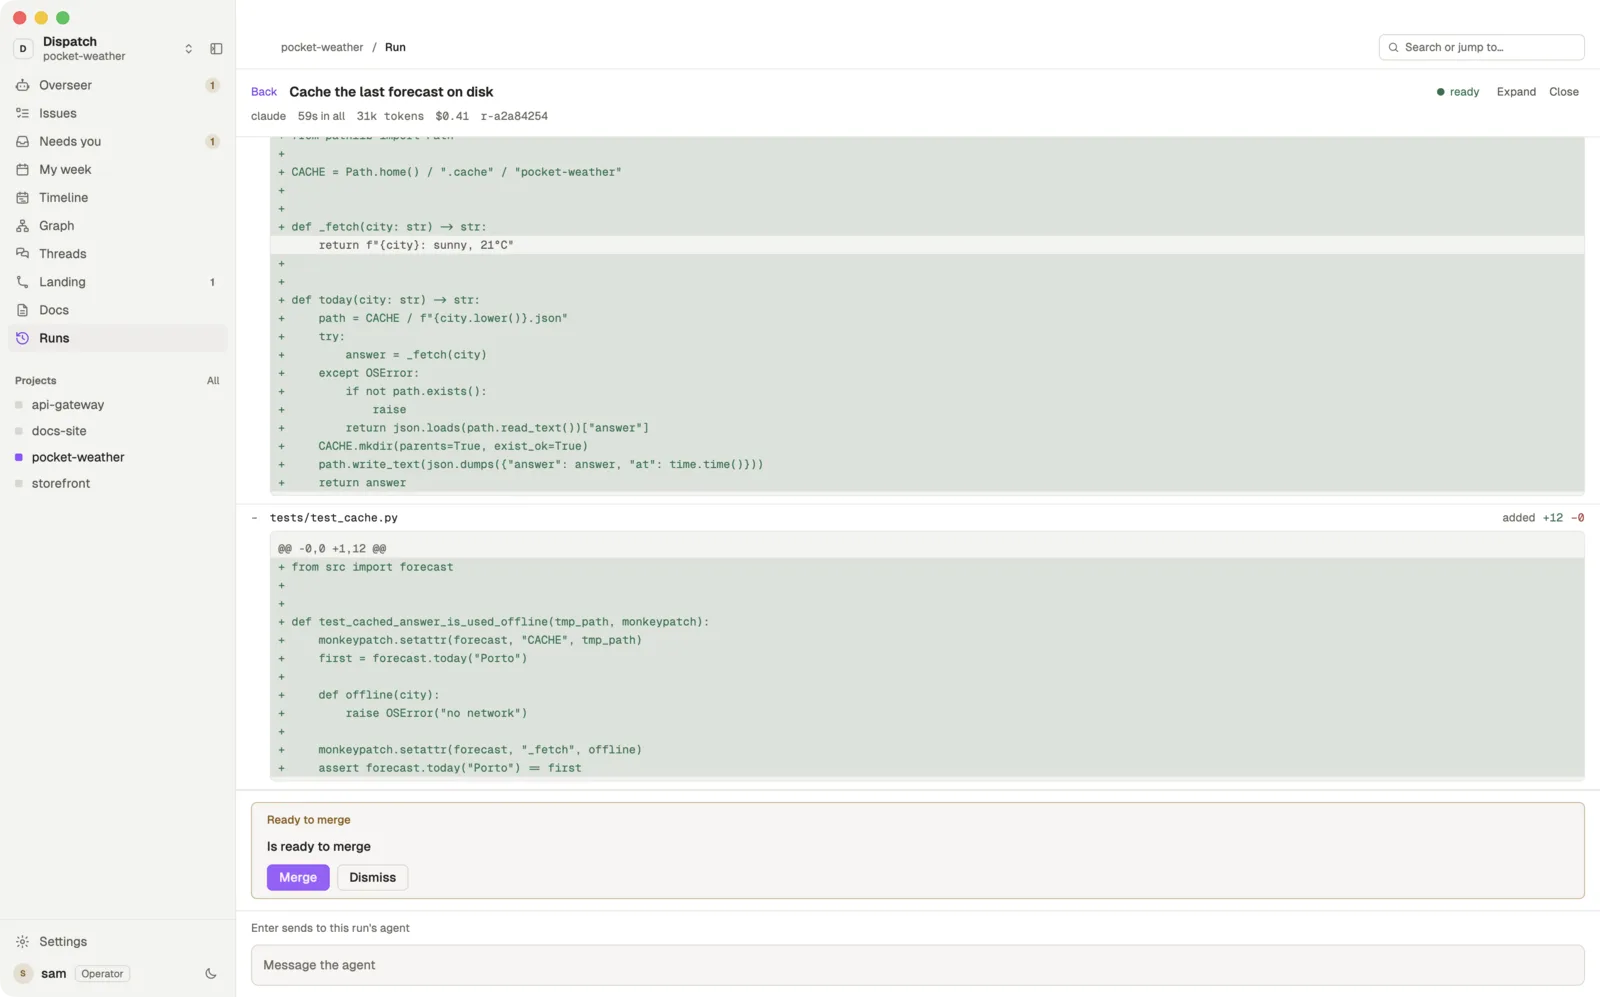 D
Dispatch
pocket-weather
Overseer 1
Issues
Needs you 1
My week
Timeline
Graph
Threads
Landing 1
Docs
Runs
Projects All
api-gateway
docs-site
pocket-weather
storefront
Settings
s sam Operator
pocket-weather / Run
Search or jump to…
Back Cache the last forecast on disk
ready Expand Close
claude 59s in all 31k tokens $0.41 r-a2a84254
+ from pathlib import Path
+
+ CACHE = Path.home() / ".cache" / "pocket-weather"
+
+
+ def _fetch(city: str) -> str:
return f"{city}: sunny, 21°C"
+
+
+ def today(city: str) -> str:
+ path = CACHE / f"{city.lower()}.json"
+ try:
+ answer = _fetch(city)
+ except OSError:
+ if not path.exists():
+ raise
+ return json.loads(path.read_text())["answer"]
+ CACHE.mkdir(parents=True, exist_ok=True)
+ path.write_text(json.dumps({"answer": answer, "at": time.time()}))
+ return answer
- tests/test_cache.py added +12 -0
@@ -0,0 +1,12 @@
+ from src import forecast
+
+
+ def test_cached_answer_is_used_offline(tmp_path, monkeypatch):
+ monkeypatch.setattr(forecast, "CACHE", tmp_path)
+ first = forecast.today("Porto")
+
+ def offline(city):
+ raise OSError("no network")
+
+ monkeypatch.setattr(forecast, "_fetch", offline)
+ assert forecast.today("Porto") == first
Ready to merge
Is ready to merge
Merge Dismiss
Enter sends to this run's agent
Message the agent